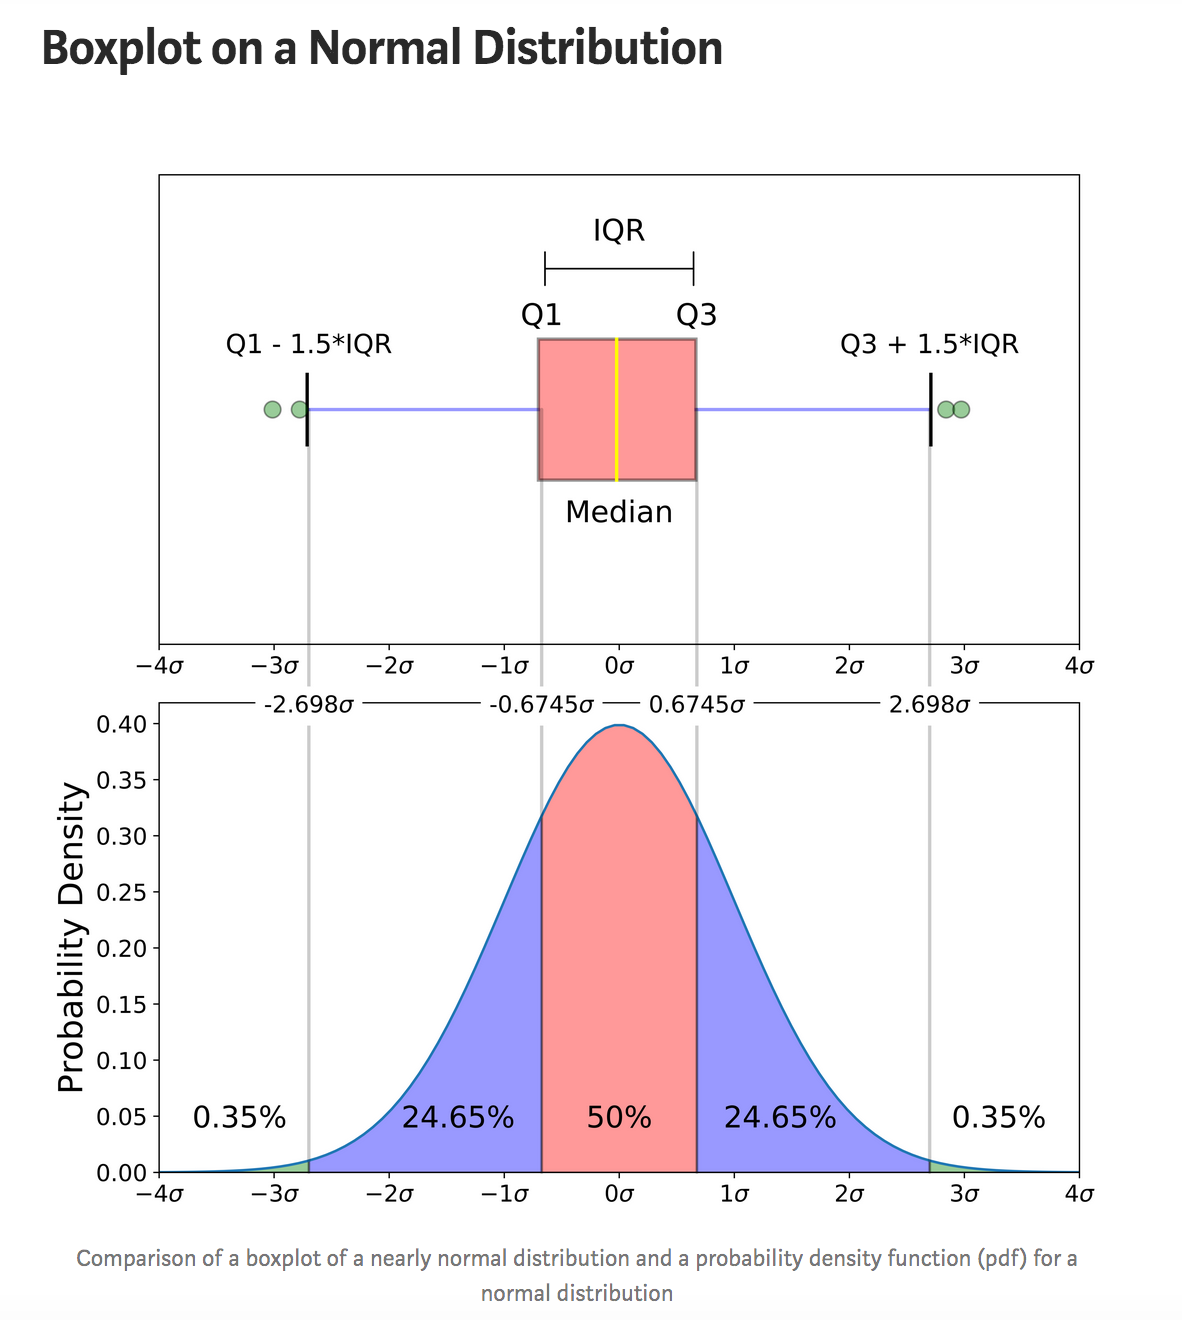 Boxplot on a Normal Distribution
IQR
Q1 Q3
Q1 - 1.5*IQR Q3 + 1.5*IQR
Median
−4σ −3σ −2σ −1σ 0σ 1σ 2σ 3σ 4σ
-2.698σ -0.6745σ 0.6745σ 2.698σ
0.40
0.35
0.30
0.25
0.20
0.15
0.10
0.05
0.00
Probability Density
0.35% 24.65% 50% 24.65% 0.35%
−4σ −3σ −2σ −1σ 0σ 1σ 2σ 3σ 4σ
Comparison of a boxplot of a nearly normal distribution and a probability density function (pdf) for a
normal distribution